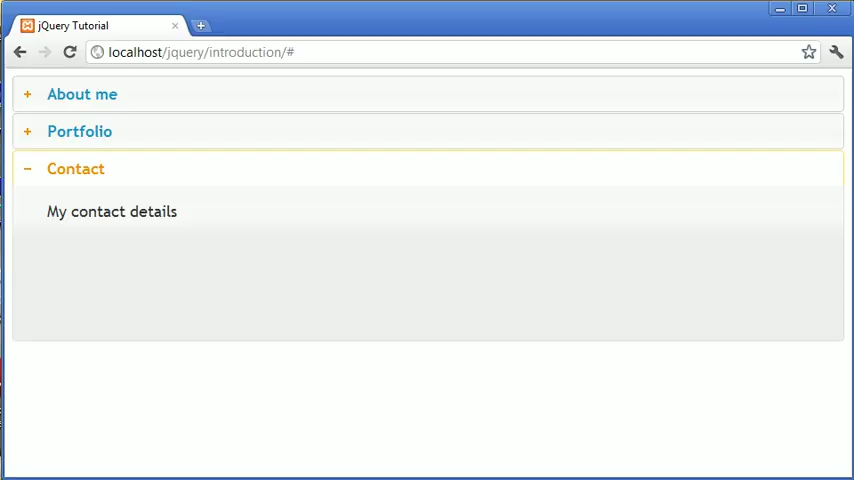 jQuery Tutorial
localhost/jquery/introduction/#
About me
Portfolio
Contact
My contact details